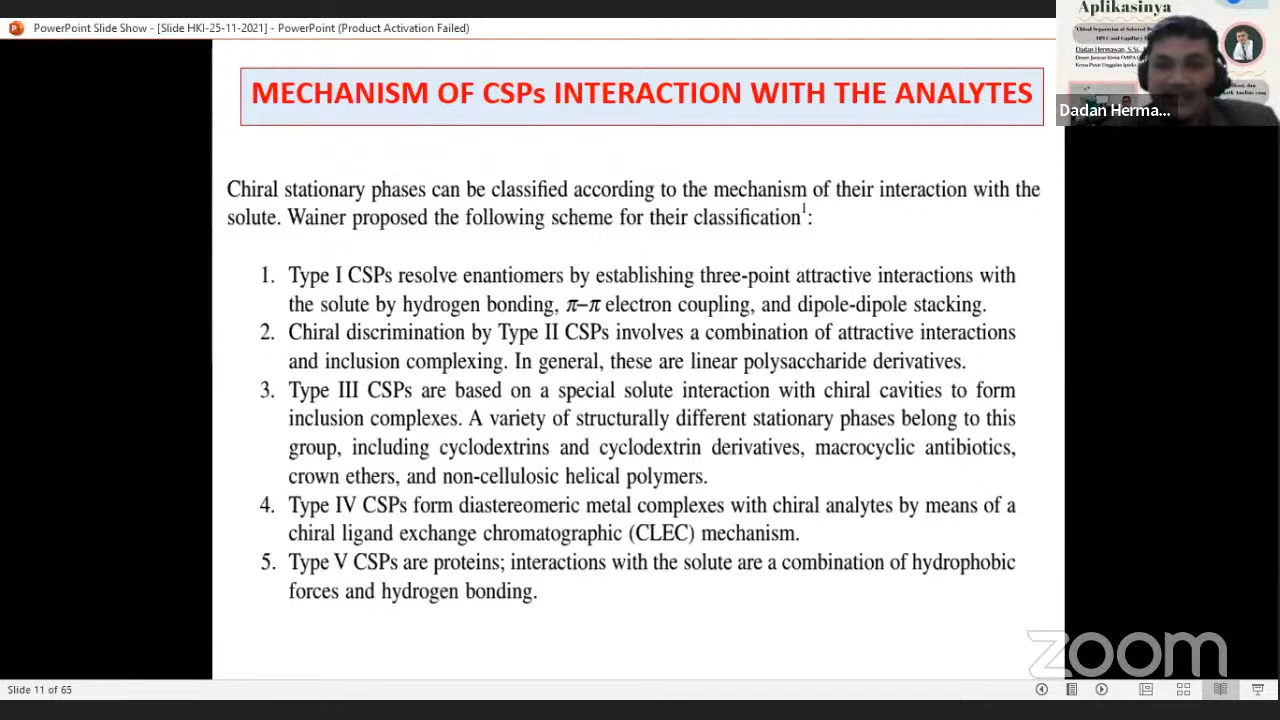 PowerPoint Slide Show - [Slide HKI-25-11-2021] - PowerPoint (Product Activation Failed)
Aplikasinya
Dadan Herma...
MECHANISM OF CSPs INTERACTION WITH THE ANALYTES
Chiral stationary phases can be classified according to the mechanism of their interaction with the
solute. Wainer proposed the following scheme for their classification¹:
1. Type I CSPs resolve enantiomers by establishing three-point attractive interactions with
the solute by hydrogen bonding, π–π electron coupling, and dipole-dipole stacking.
2. Chiral discrimination by Type II CSPs involves a combination of attractive interactions
and inclusion complexing. In general, these are linear polysaccharide derivatives.
3. Type III CSPs are based on a special solute interaction with chiral cavities to form
inclusion complexes. A variety of structurally different stationary phases belong to this
group, including cyclodextrins and cyclodextrin derivatives, macrocyclic antibiotics,
crown ethers, and non-cellulosic helical polymers.
4. Type IV CSPs form diastereomeric metal complexes with chiral analytes by means of a
chiral ligand exchange chromatographic (CLEC) mechanism.
5. Type V CSPs are proteins; interactions with the solute are a combination of hydrophobic
forces and hydrogen bonding.
zoom
Slide 11 of 65